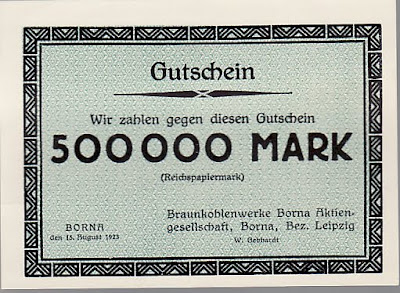 Gutschein
Wir zahlen gegen diesen Gutschein
500000 MARK
(Reichspapiermark)
BORNA
den 15. August 1923
Braunkohlenwerke Borna Aktien-
gesellschaft, Borna, Bez. Leipzig
W. Gebhardt